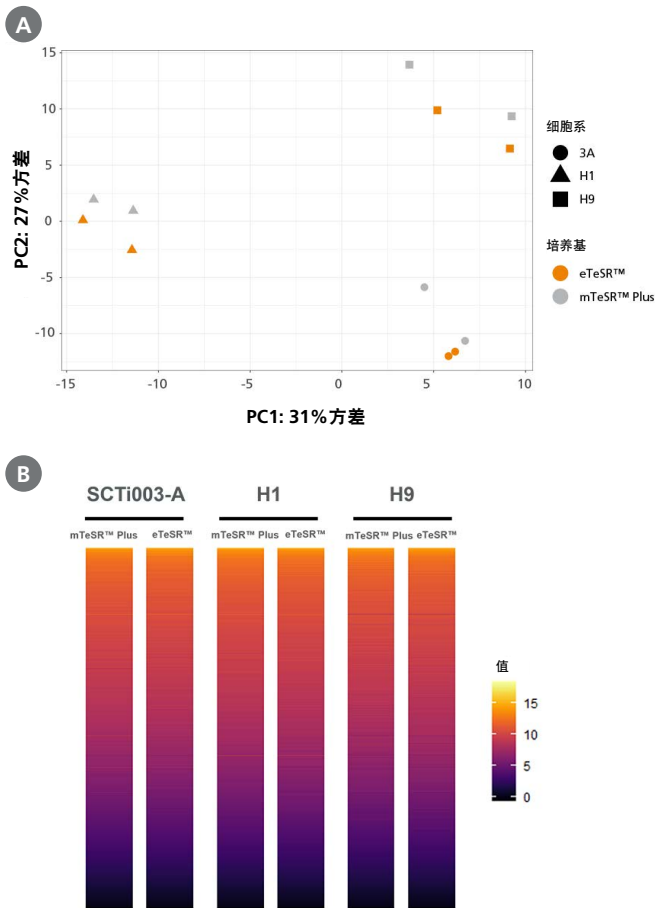 A
15
10
5
0
-5
-10
-15
-10
-5
0
5
10
PC2: 27%方差
PC1: 31%方差
细胞系
3A
H1
H9
培养基
eTeSR™
mTeSR™ Plus
B
SCTi003-A
H1
H9
mTeSR™ Plus eTeSR™
mTeSR™ Plus eTeSR™
mTeSR™ Plus eTeSR™
值
15
10
5
0